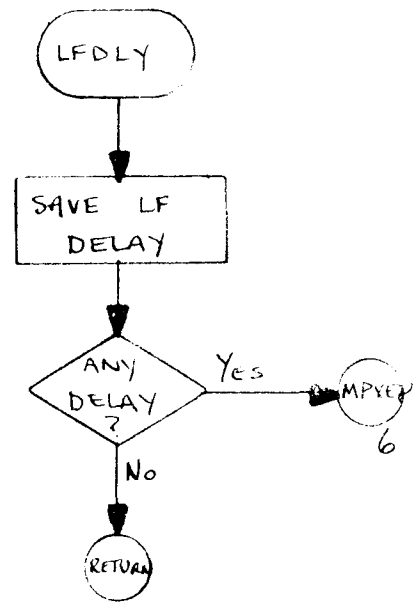 LFDLY
SAVE LF
DELAY
ANY
DELAY
?
Yes
No
6
RETURN